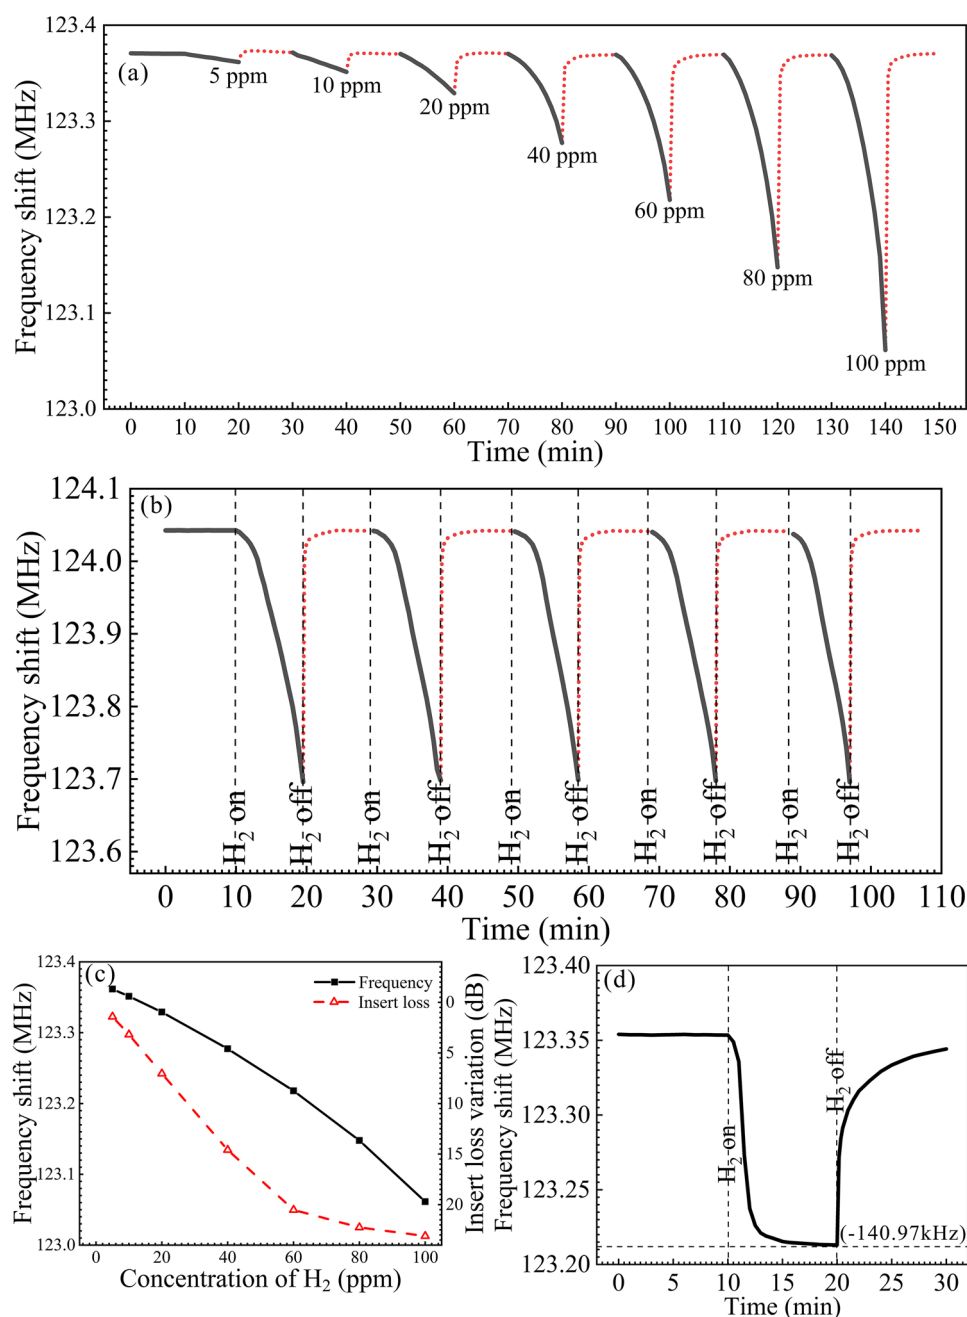 123.4
123.3
123.2
123.1
123.0
Frequency shift (MHz)
(a)
5 ppm
10 ppm
20 ppm
40 ppm
60 ppm
80 ppm
100 ppm
0 10 20 30 40 50 60 70 80 90 100 110 120 130 140 150
Time (min)
124.1
124.0
123.9
123.8
123.7
123.6
Frequency shift (MHz)
(b)
H2 on
H2 off
H2 on
H2 off
H2 on
H2 off
H2 on
H2 off
H2 on
H2 off
0 10 20 30 40 50 60 70 80 90 100 110
Time (min)
123.4
123.3
123.2
123.1
123.0
Frequency shift (MHz)
(c)
Frequency
Insert loss
0
5
10
15
20
Insert loss variation (dB)
0 20 40 60 80 100
Concentration of H2 (ppm)
123.40
123.35
123.30
123.25
123.20
Frequency shift (MHz)
(d)
H2 on
H2 off
(-140.97kHz)
0 5 10 15 20 25 30
Time (min)